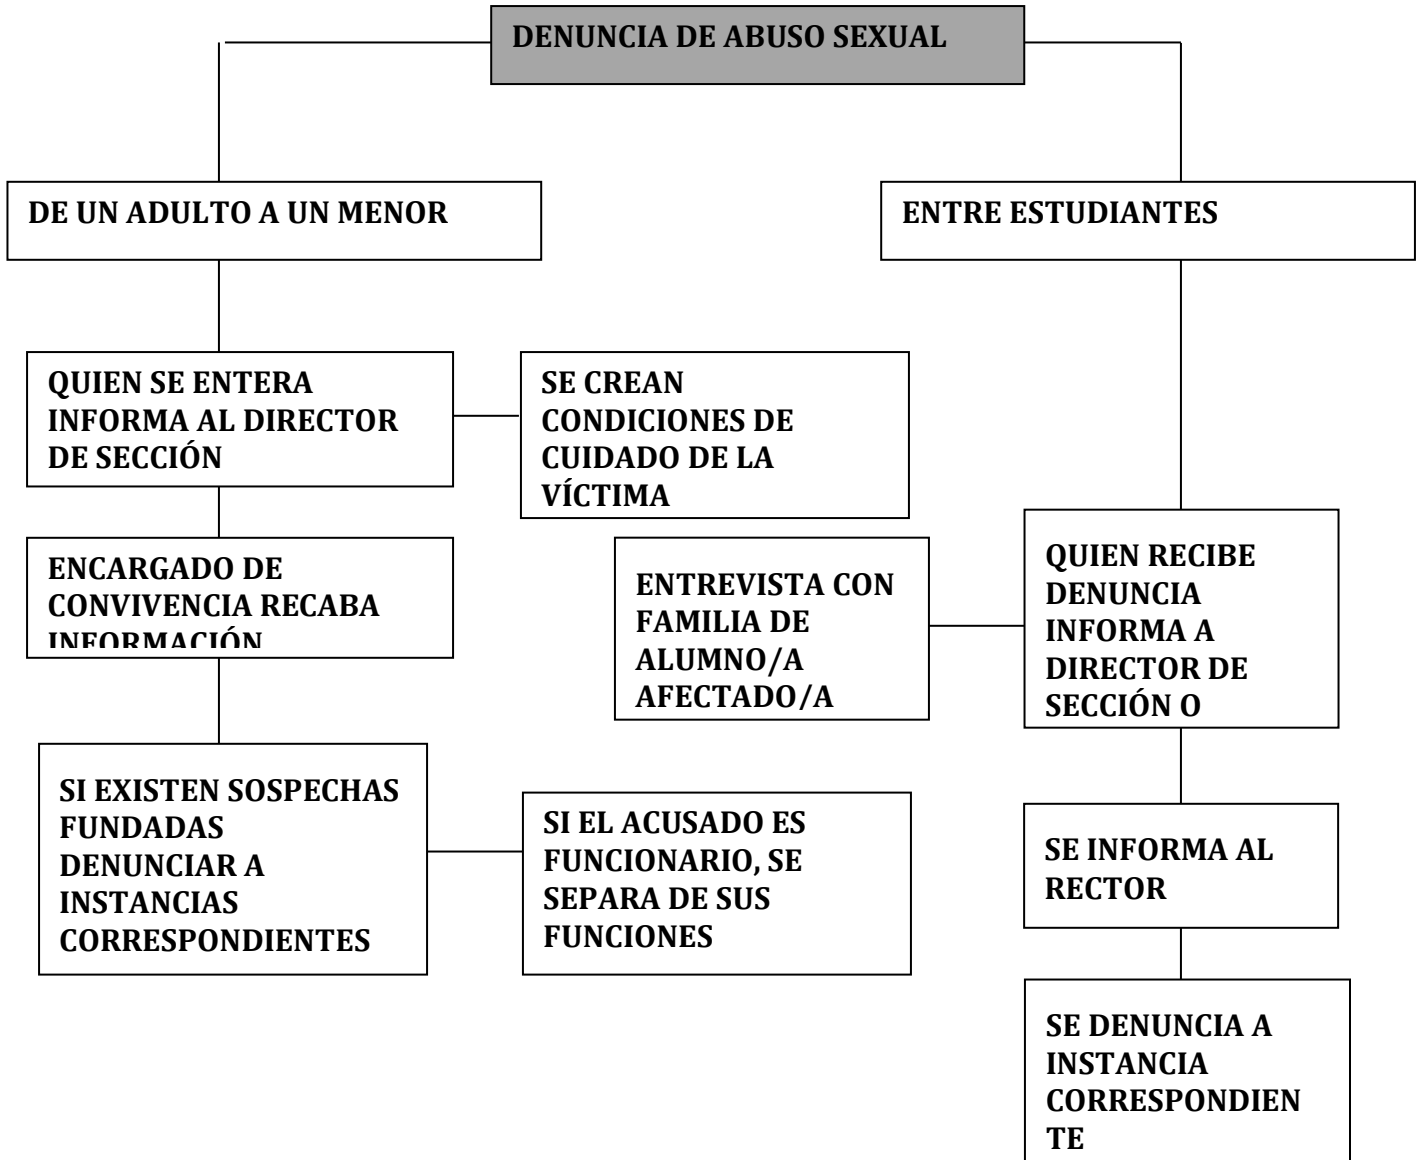 DENUNCIA DE ABUSO SEXUAL
DE UN ADULTO A UN MENOR
ENTRE ESTUDIANTES
QUIEN SE ENTERA
INFORMA AL DIRECTOR
DE SECCIÓN
SE CREAN
CONDICIONES DE
CUIDADO DE LA
VÍCTIMA
ENCARGADO DE
CONVIVENCIA RECABA
INFORMACIÓN
ENTREVISTA CON
FAMILIA DE
ALUMNO/A
AFECTADO/A
QUIEN RECIBE
DENUNCIA
INFORMA A
DIRECTOR DE
SECCIÓN O
SI EXISTEN SOSPECHAS
FUNDADAS
DENUNCIAR A
INSTANCIAS
CORRESPONDIENTES
SI EL ACUSADO ES
FUNCIONARIO, SE
SEPARA DE SUS
FUNCIONES
SE INFORMA AL
RECTOR
SE DENUNCIA A
INSTANCIA
CORRESPONDIEN
TE